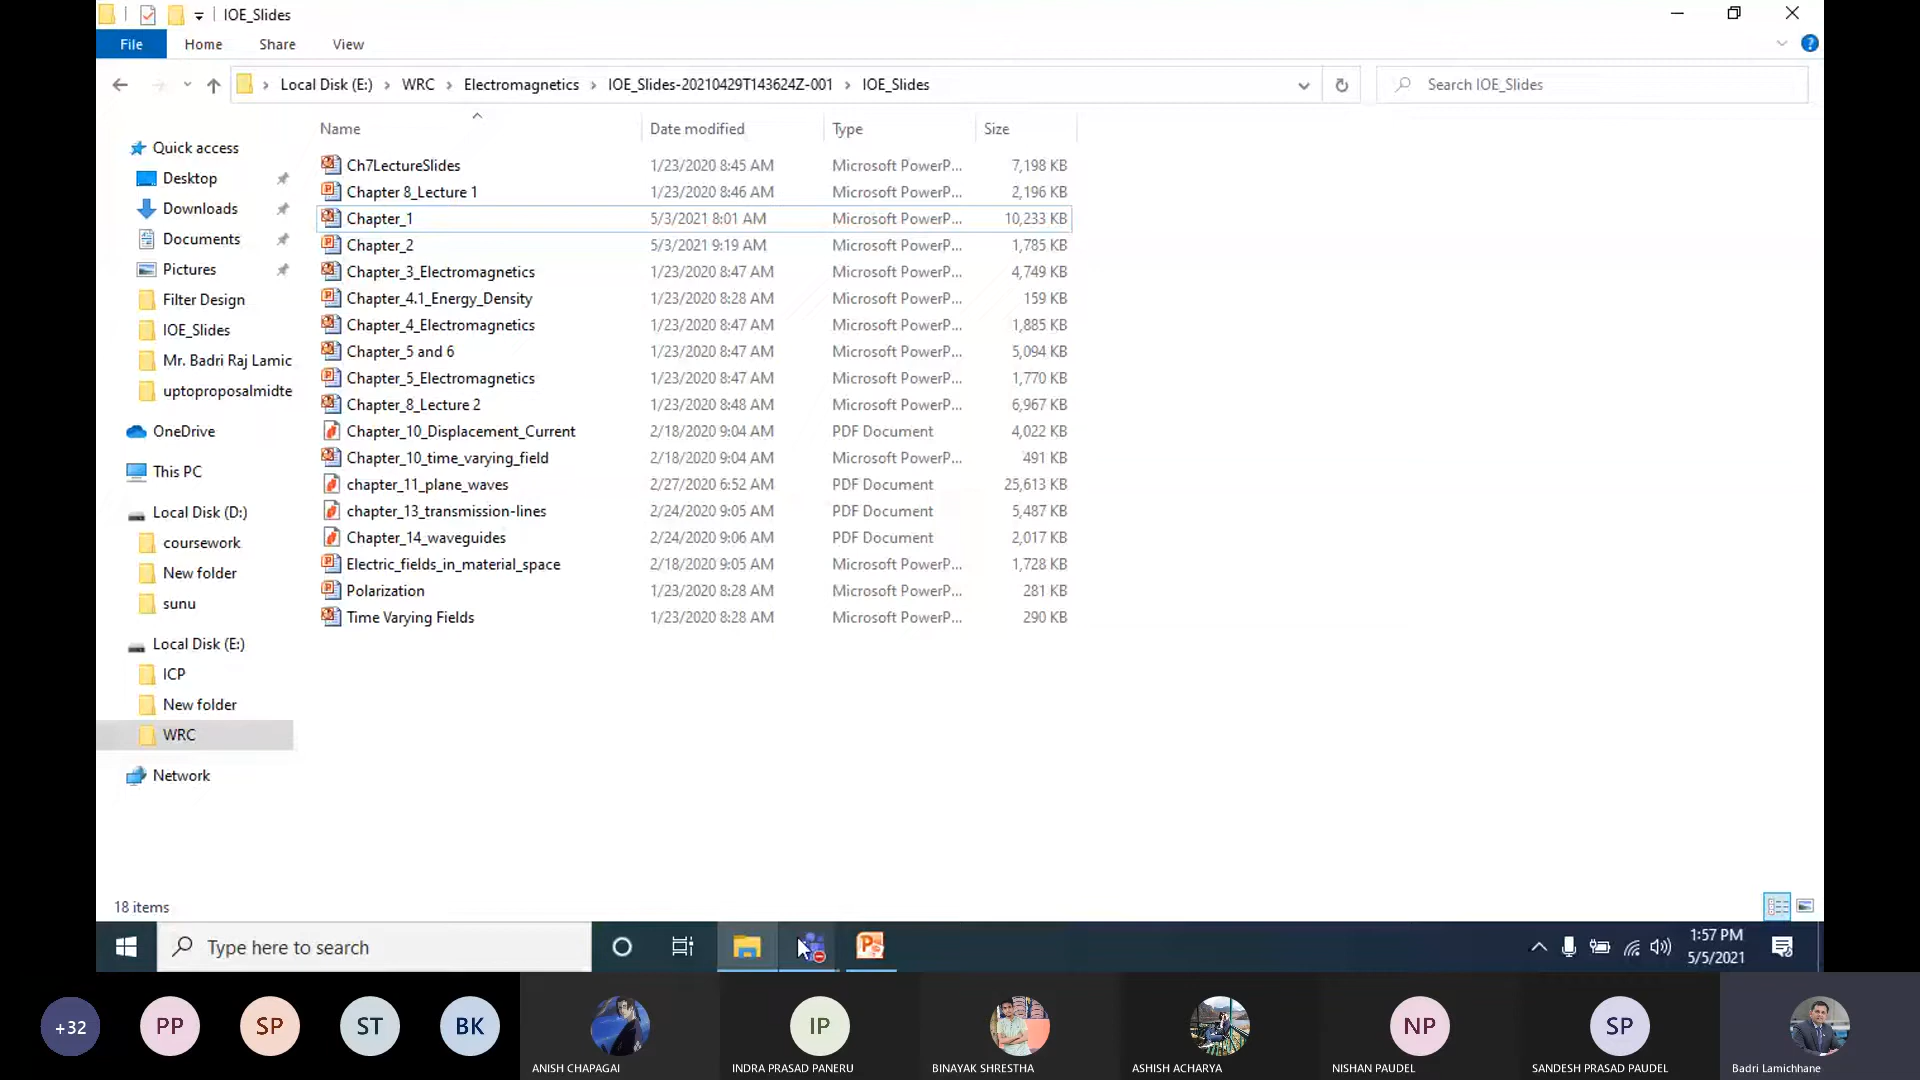 IOE_Slides
File Home Share View
Local Disk (E:) WRC Electromagnetics IOE_Slides-20210429T143624Z-001 IOE_Slides
Search IOE_Slides
Name Date modified Type Size
Ch7LectureSlides 1/23/2020 8:45 AM Microsoft PowerP... 7,198 KB
Chapter 8_Lecture 1 1/23/2020 8:46 AM Microsoft PowerP... 2,196 KB
Chapter_1 5/3/2021 8:01 AM Microsoft PowerP... 10,233 KB
Chapter_2 5/3/2021 9:19 AM Microsoft PowerP... 1,785 KB
Chapter_3_Electromagnetics 1/23/2020 8:47 AM Microsoft PowerP... 4,749 KB
Chapter_4.1_Energy_Density 1/23/2020 8:28 AM Microsoft PowerP... 159 KB
Chapter_4_Electromagnetics 1/23/2020 8:47 AM Microsoft PowerP... 1,885 KB
Chapter_5 and 6 1/23/2020 8:47 AM Microsoft PowerP... 5,094 KB
Chapter_5_Electromagnetics 1/23/2020 8:47 AM Microsoft PowerP... 1,770 KB
Chapter_8_Lecture 2 1/23/2020 8:48 AM Microsoft PowerP... 6,967 KB
Chapter_10_Displacement_Current 2/18/2020 9:04 AM PDF Document 4,022 KB
Chapter_10_time_varying_field 2/18/2020 9:04 AM Microsoft PowerP... 491 KB
chapter_11_plane_waves 2/27/2020 6:52 AM PDF Document 25,613 KB
chapter_13_transmission-lines 2/24/2020 9:05 AM PDF Document 5,487 KB
Chapter_14_waveguides 2/24/2020 9:06 AM PDF Document 2,017 KB
Electric_fields_in_material_space 2/18/2020 9:05 AM Microsoft PowerP... 1,728 KB
Polarization 1/23/2020 8:28 AM Microsoft PowerP... 281 KB
Time Varying Fields 1/23/2020 8:28 AM Microsoft PowerP... 290 KB
Quick access
Desktop
Downloads
Documents
Pictures
Filter Design
IOE_Slides
Mr. Badri Raj Lamic
uptoproposalmidte
OneDrive
This PC
Local Disk (D:)
coursework
New folder
sunu
Local Disk (E:)
ICP
New folder
WRC
Network
18 items
Type here to search
1:57 PM
5/5/2021
+32 PP SP ST BK IP NP SP
ANISH CHAPAGAI INDRA PRASAD PANERU BINAYAK SHRESTHA ASHISH ACHARYA NISHAN PAUDEL SANDESH PRASAD PAUDEL Badri Lamichhane